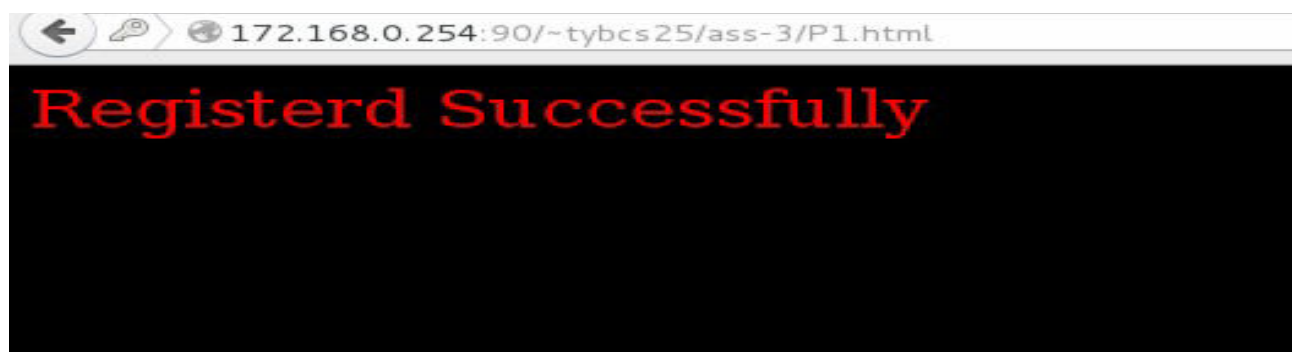 172.168.0.254:90/~tybcs25/ass-3/P1.html
Registerd Successfully